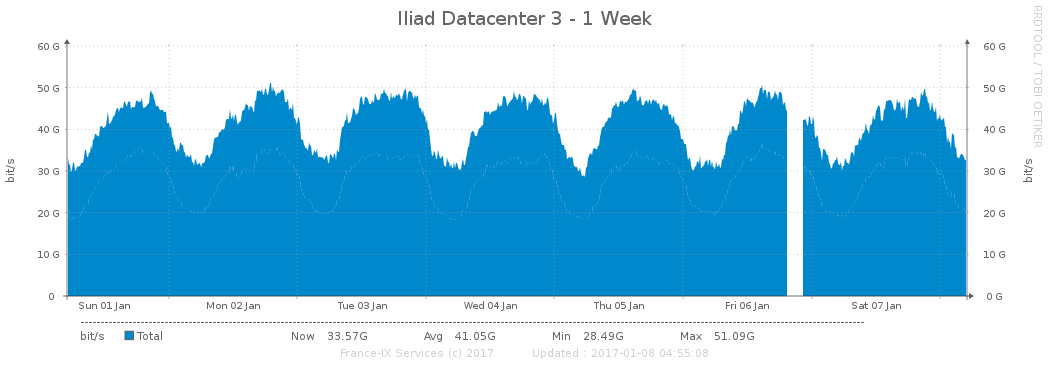 Iliad Datacenter 3 - 1 Week
RRDTOOL / TOBI OETIKER
60 G 60 G
50 G 50 G
40 G 40 G
30 G 30 G
20 G 20 G
10 G 10 G
0 0 G
bit/s bit/s
Sun 01 Jan Mon 02 Jan Tue 03 Jan Wed 04 Jan Thu 05 Jan Fri 06 Jan Sat 07 Jan
bit/s Total Now 33.57G Avg 41.05G Min 28.49G Max 51.09G
France-IX Services (c) 2017 Updated : 2017-01-08 04:55:08